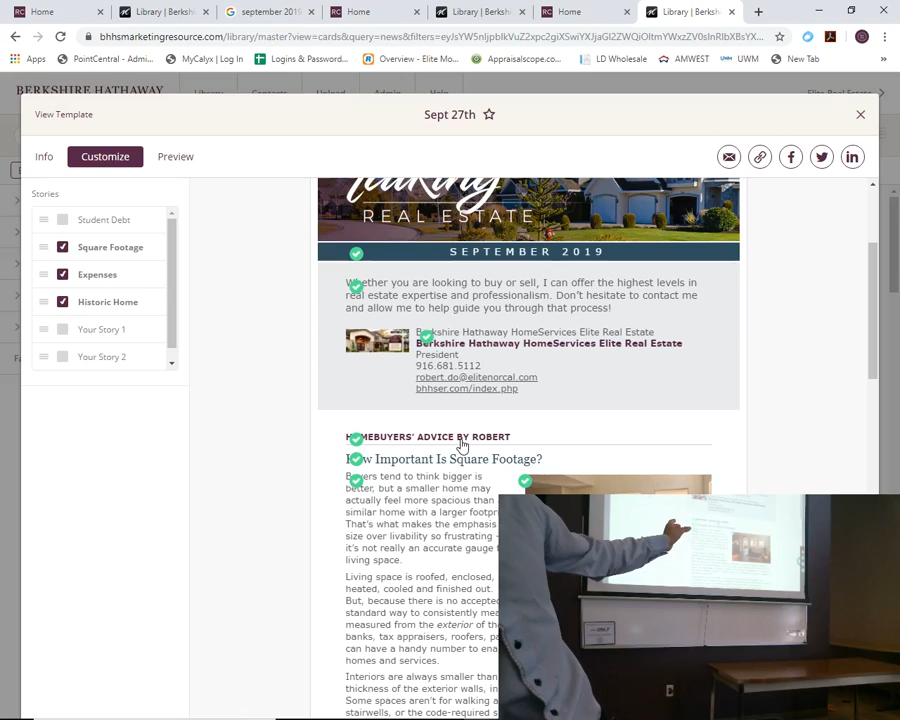 Home
Library | Berksh
september 2019
Home
Library | Berksh
Home
Library | Berksh
bhhsmarketingresource.com/library/master?view=cards&query=news&filters=
Apps
PointCentral - Admi...
MyCalyx | Log In
Logins & Password...
Overview - Elite Mo...
Appraisalscope.co...
LD Wholesale
AMWEST
UWM
New Tab
BERKSHIRE HATHAWAY
Library
Contacts
Upload
Admin
Help
Elite Real Estate
View Template
Sept 27th
Info
Customize
Preview
Stories
Student Debt
Square Footage
Expenses
Historic Home
Your Story 1
Your Story 2
Talking
REAL ESTATE
SEPTEMBER 2019
Whether you are looking to buy or sell, I can offer the highest levels in
real estate expertise and professionalism. Don't hesitate to contact me
and allow me to help guide you through that process!
Berkshire Hathaway HomeServices Elite Real Estate
Berkshire Hathaway HomeServices Elite Real Estate
President
916.681.5112
robert.do@elitenorcal.com
bhhser.com/index.php
HOMEBUYERS' ADVICE BY ROBERT
How Important Is Square Footage?
Buyers tend to think bigger is
better, but a smaller home may
actually feel more spacious than
similar home with a larger footpr
That's what makes the emphasis
size over livability so frustrating -
it's not really an accurate gauge
living space.
Living space is roofed, enclosed,
heated, cooled and finished out.
But, because there is no accepted
standard way to consistently mea
measured from the exterior of th
banks, tax appraisers, roofers, pa
can have a handy number to ena
homes and services.
Interiors are always smaller than
thickness of the exterior walls, in
Some spaces aren't for walking a
stairwells, or the code-required s